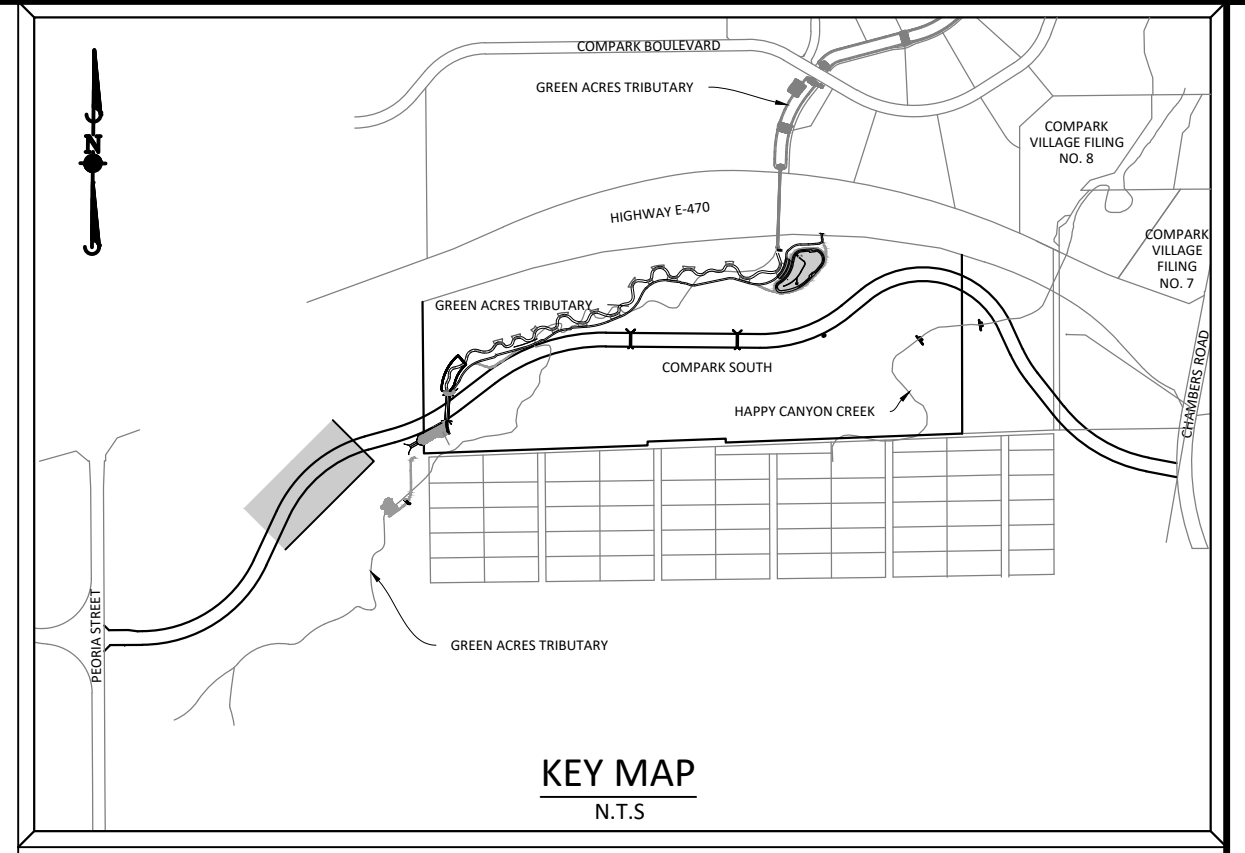 COMPARK BOULEVARD
GREEN ACRES TRIBUTARY
N
COMPARK
VILLAGE FILING
NO. 8
HIGHWAY E-470
COMPARK
VILLAGE
FILING
NO. 7
GREEN ACRES TRIBUTARY
CHAMBERS ROAD
COMPARK SOUTH
HAPPY CANYON CREEK
PEORIA STREET
GREEN ACRES TRIBUTARY
KEY MAP
N.T.S